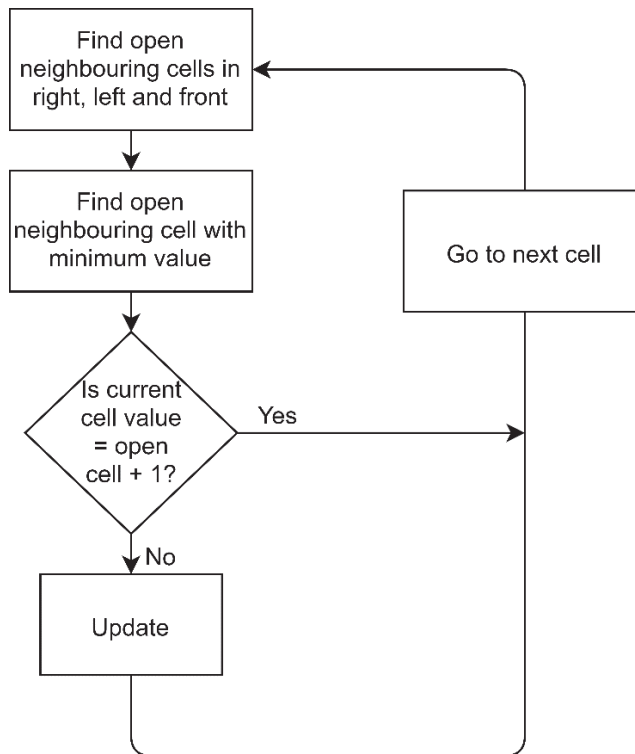 Find open
neighbouring cells in
right, left and front
Find open
neighbouring cell with
minimum value
Go to next cell
Is current
cell value
= open
cell + 1?
Yes
No
Update